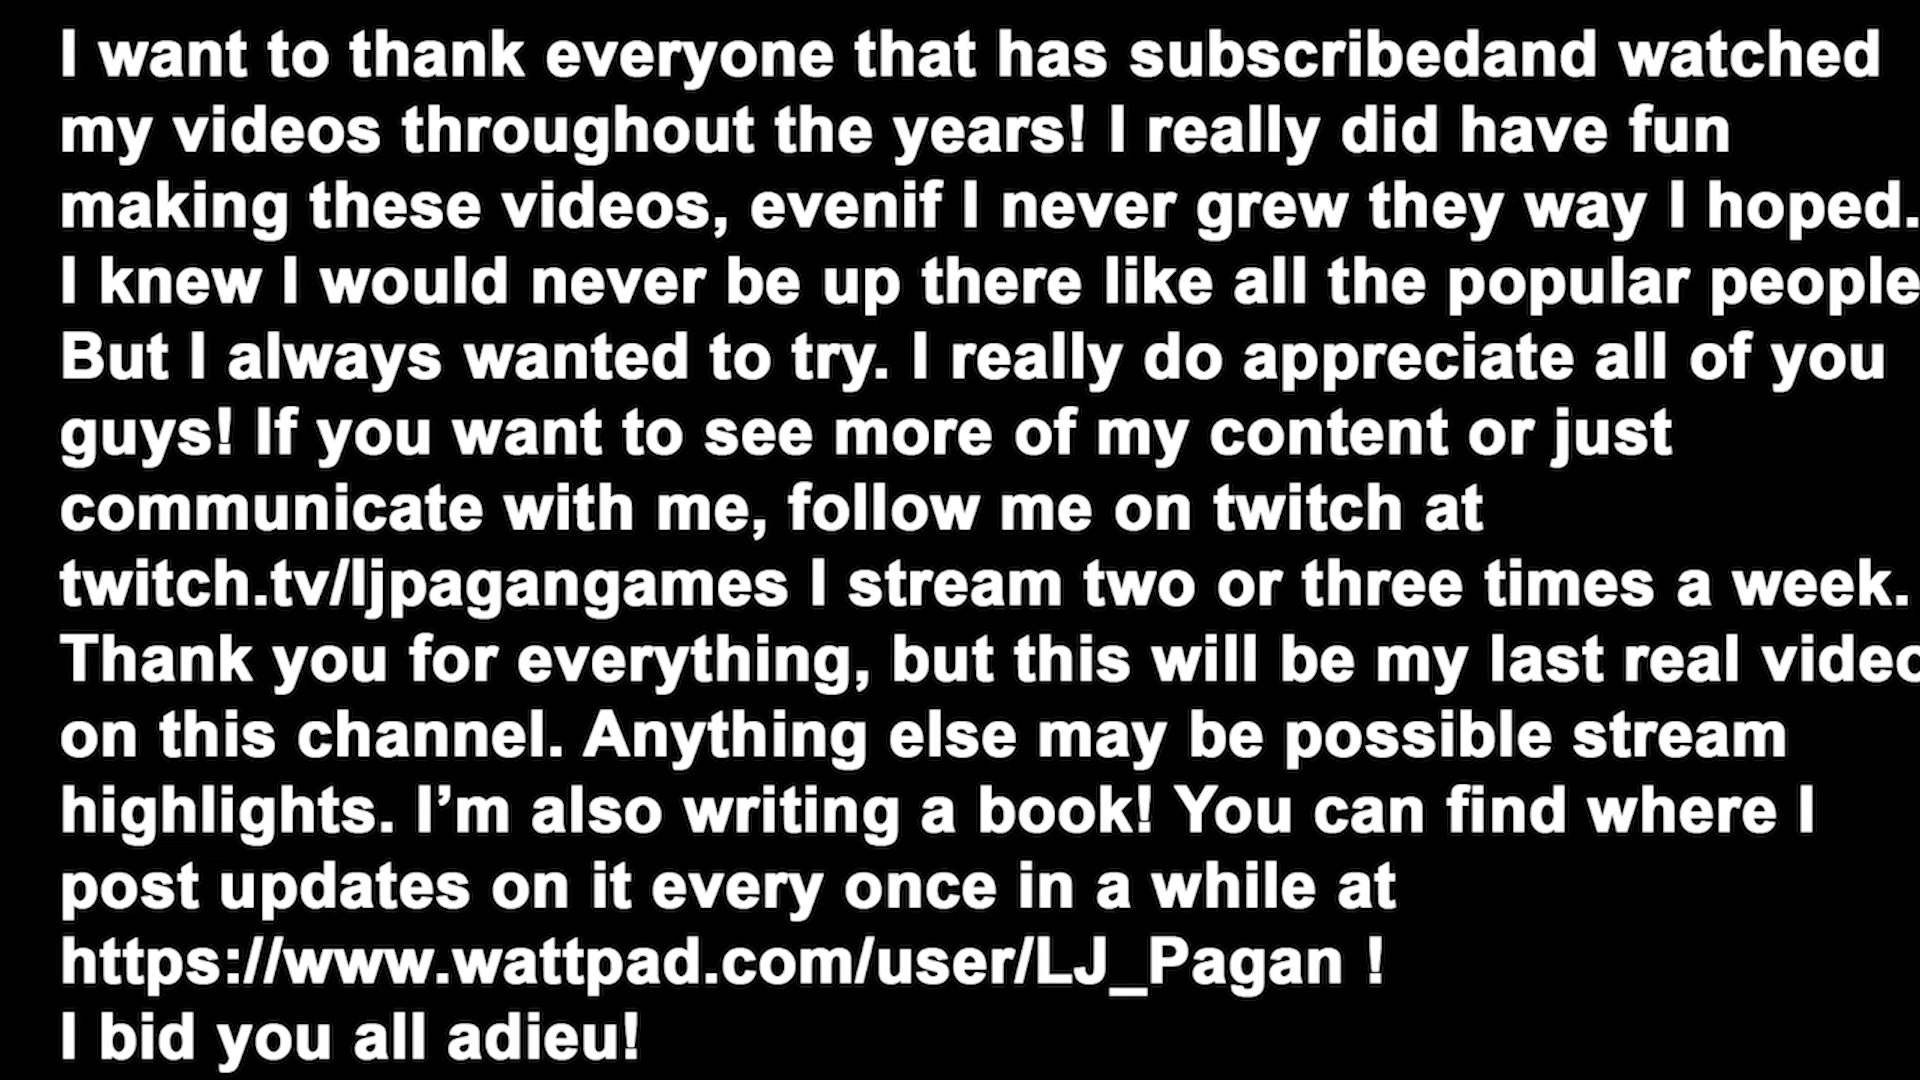 I want to thank everyone that has subscribedand watched
my videos throughout the years! I really did have fun
making these videos, evenif I never grew they way I hoped.
I knew I would never be up there like all the popular people
But I always wanted to try. I really do appreciate all of you
guys! If you want to see more of my content or just
communicate with me, follow me on twitch at
twitch.tv/ljpagangames I stream two or three times a week.
Thank you for everything, but this will be my last real video
on this channel. Anything else may be possible stream
highlights. I’m also writing a book! You can find where I
post updates on it every once in a while at
https://www.wattpad.com/user/LJ_Pagan !
I bid you all adieu!